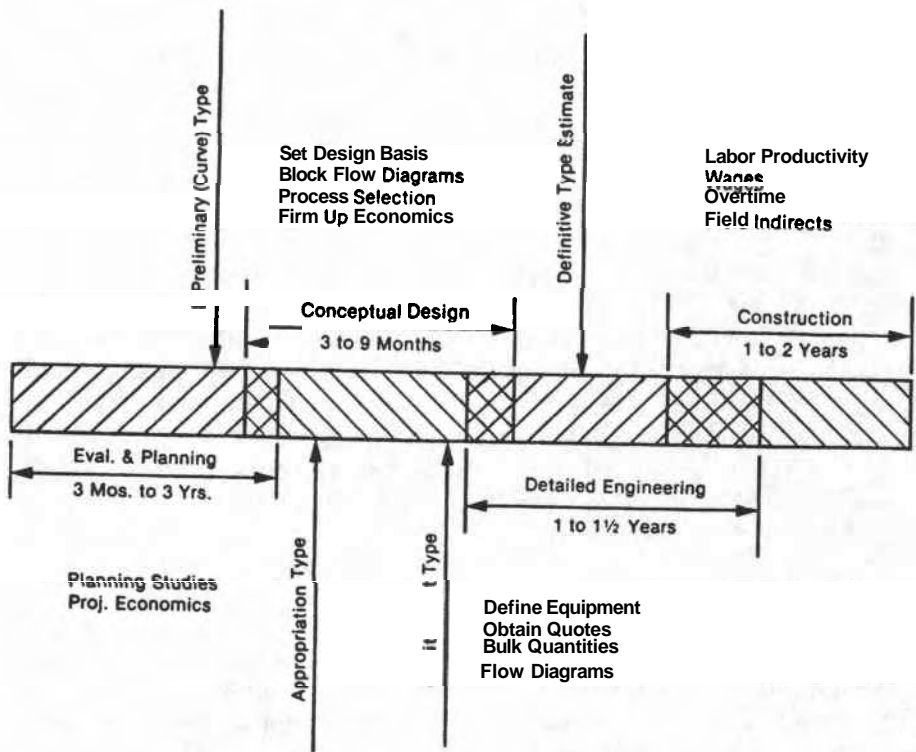 Preliminary (Curve) Type
Set Design Basis
Block Flow Diagrams
Process Selection
Firm Up Economics
Definitive Type Estimate
Labor Productivity
Wages
Overtime
Field Indirects
Conceptual Design
3 to 9 Months
Construction
1 to 2 Years
Eval. & Planning
3 Mos. to 3 Yrs.
Detailed Engineering
1 to 1½ Years
Planning Studies
Proj. Economics
Appropriation Type
Type
Define Equipment
Obtain Quotes
Bulk Quantities
Flow Diagrams